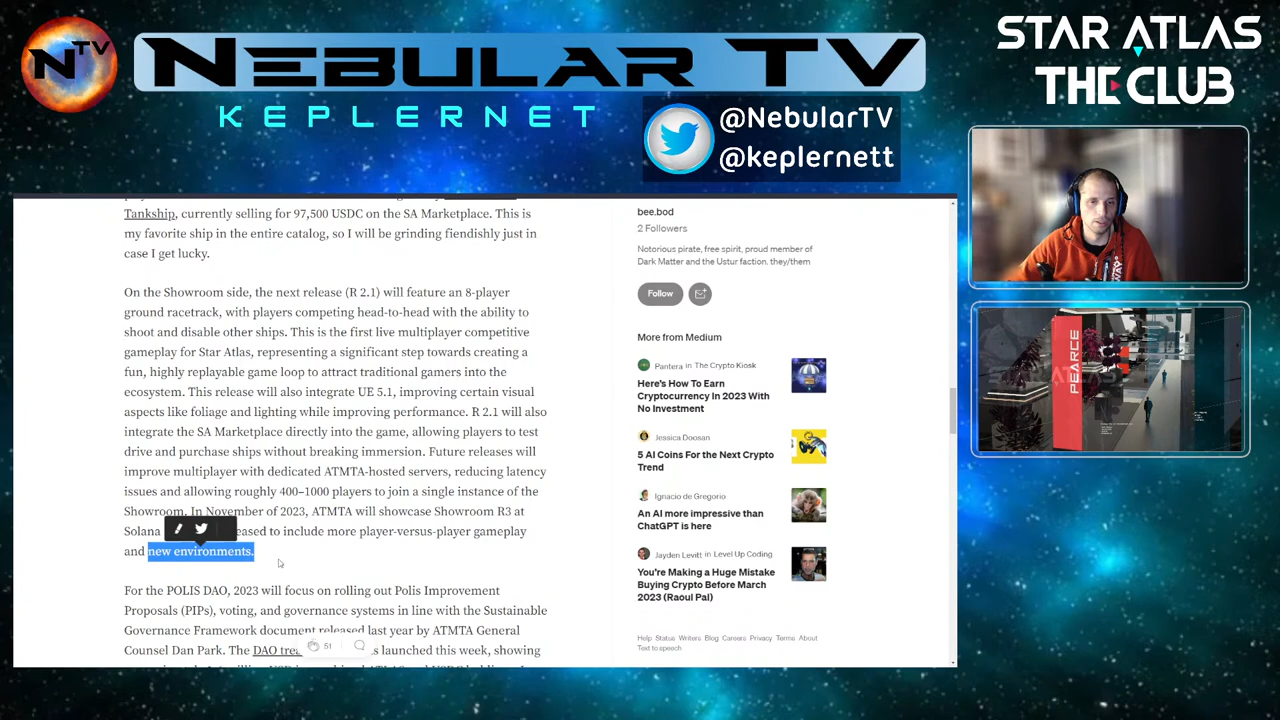 NTV
NEBULAR TV
KEPLERNET
@NebularTV
@keplernett
STAR ATLAS
THE CLUB
Tankship, currently selling for 97,500 USDC on the SA Marketplace. This is
my favorite ship in the entire catalog, so I will be grinding fiendishly just in
case I get lucky.
On the Showroom side, the next release (R 2.1) will feature an 8-player
ground racetrack, with players competing head-to-head with the ability to
shoot and disable other ships. This is the first live multiplayer competitive
gameplay for Star Atlas, representing a significant step towards creating a
fun, highly replayable game loop to attract traditional gamers into the
ecosystem. This release will also integrate UE 5.1, improving certain visual
aspects like foliage and lighting while improving performance. R 2.1 will also
integrate the SA Marketplace directly into the game, allowing players to test
drive and purchase ships without breaking immersion. Future releases will
improve multiplayer with dedicated ATMTA-hosted servers, reducing latency
issues and allowing roughly 400–1000 players to join a single instance of the
Showroom. In November of 2023, ATMTA will showcase Showroom R3 at
Solana eased to include more player-versus-player gameplay
and new environments.
For the POLIS DAO, 2023 will focus on rolling out Polis Improvement
Proposals (PIPs), voting, and governance systems in line with the Sustainable
Governance Framework document released last year by ATMTA General
Counsel Dan Park. The DAO trea s launched this week, showing
51
bee.bod
2 Followers
Notorious pirate, free spirit, proud member of
Dark Matter and the Ustur faction. they/them
Follow
More from Medium
Pantera in The Crypto Kiosk
Here's How To Earn
Cryptocurrency In 2023 With
No Investment
Jessica Doosan
5 AI Coins For the Next Crypto
Trend
Ignacio de Gregorio
An AI more impressive than
ChatGPT is here
Jayden Levitt in Level Up Coding
You're Making a Huge Mistake
Buying Crypto Before March
2023 (Raoul Pal)
Help Status Writers Blog Careers Privacy Terms About
Text to speech
PEARCE